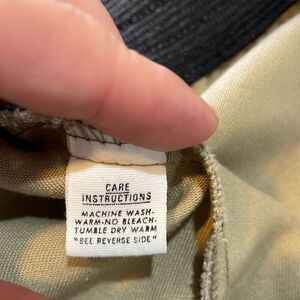 CARE
INSTRUCTIONS
MACHINE WASH-
WARM-NO BLEACH-
TUMBLE DRY WARM
"SEE REVERSE SIDE"